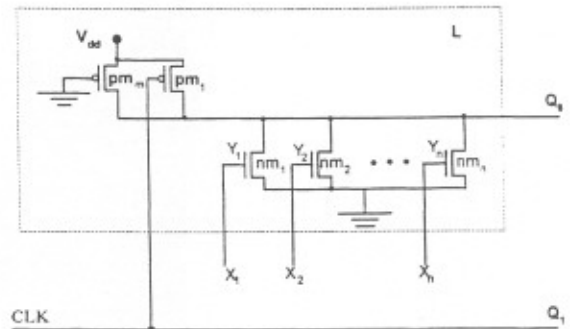 V_dd
L
pm_m
pm_1
Q_s
Y_1
nm_1
Y_2
nm_2
• • •
Y_n
nm_n
X_1
X_2
X_n
CLK
Q_1